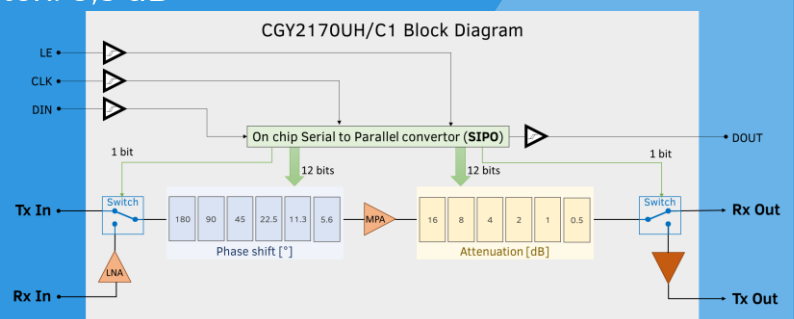 CGY2170UH/C1 Block Diagram
LE
CLK
DIN
On chip Serial to Parallel convertor (SIPO)
DOUT
1 bit
12 bits
12 bits
1 bit
Tx In
Switch
180
90
45
22.5
11.3
5.6
MPA
16
8
4
2
1
0.5
Switch
Rx Out
Phase shift [°]
Attenuation [dB]
LNA
Rx In
Tx Out